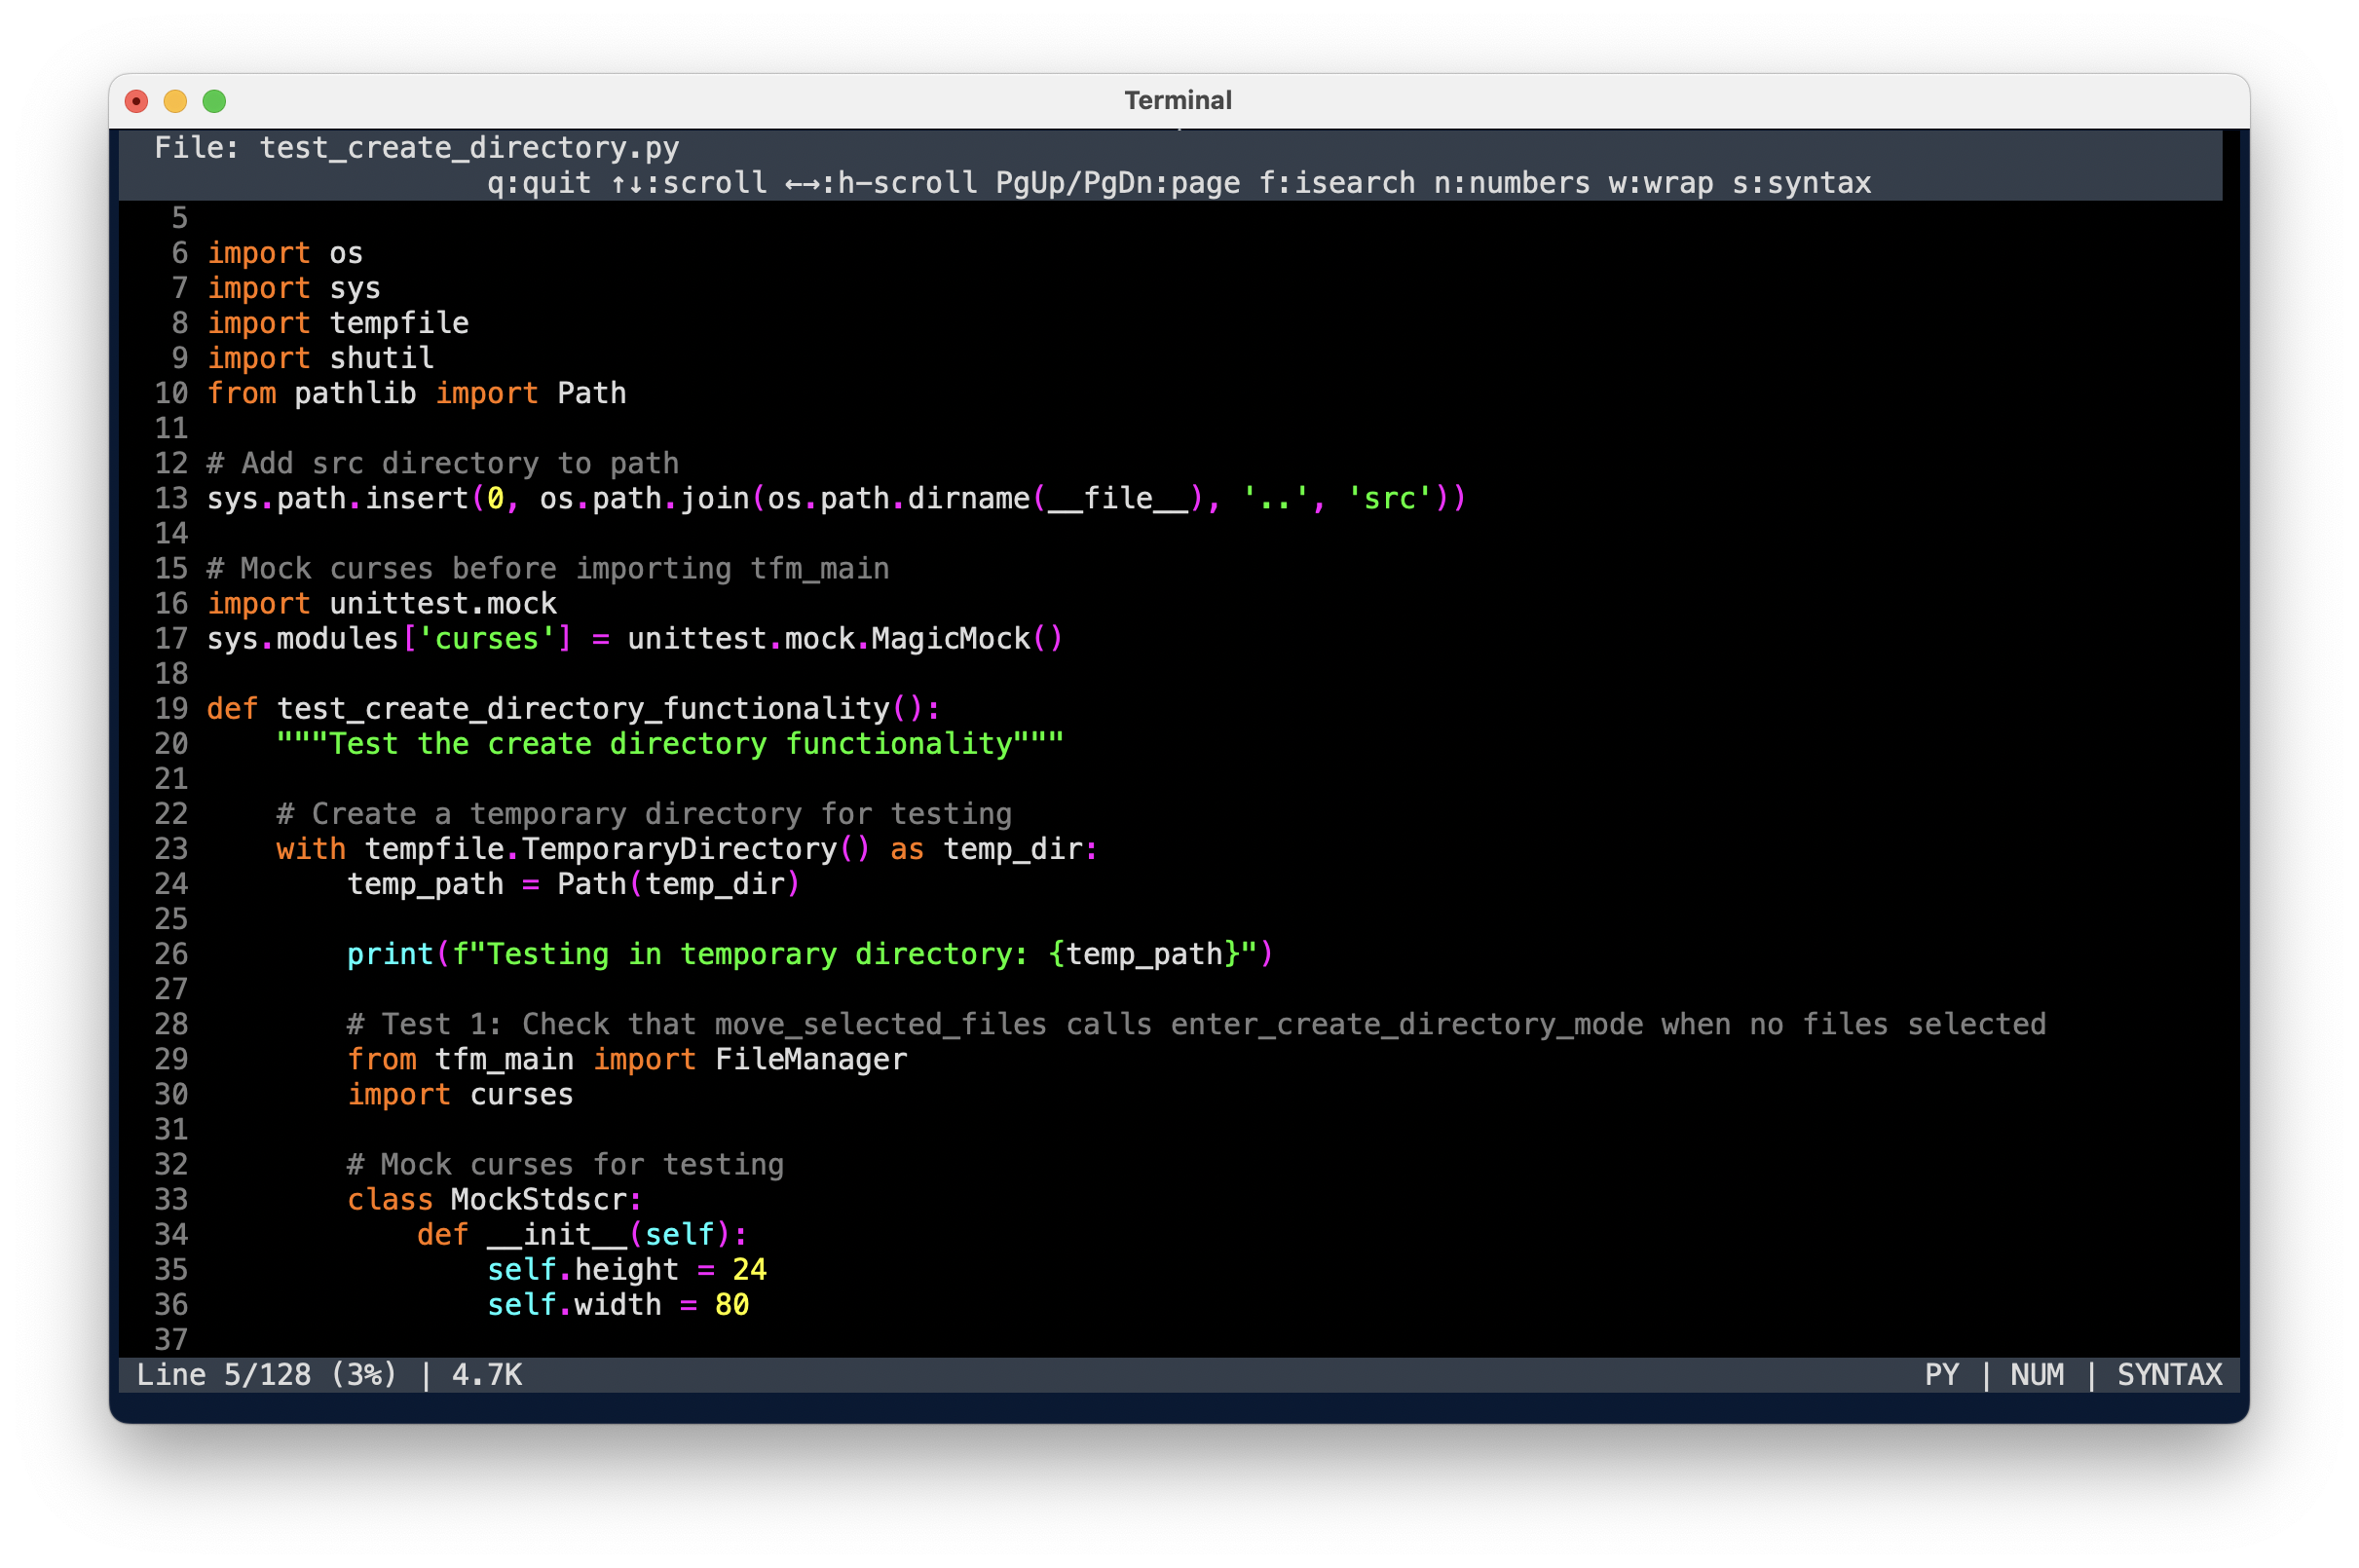 Terminal
File: test_create_directory.py
q:quit ↑↓:scroll ←→:h-scroll PgUp/PgDn:page f:isearch n:numbers w:wrap s:syntax
5
6 import os
7 import sys
8 import tempfile
9 import shutil
10 from pathlib import Path
11
12 # Add src directory to path
13 sys.path.insert(0, os.path.join(os.path.dirname(__file__), '..', 'src'))
14
15 # Mock curses before importing tfm_main
16 import unittest.mock
17 sys.modules['curses'] = unittest.mock.MagicMock()
18
19 def test_create_directory_functionality():
20     """Test the create directory functionality"""
21
22     # Create a temporary directory for testing
23     with tempfile.TemporaryDirectory() as temp_dir:
24         temp_path = Path(temp_dir)
25
26         print(f"Testing in temporary directory: {temp_path}")
27
28         # Test 1: Check that move_selected_files calls enter_create_directory_mode when no files selected
29         from tfm_main import FileManager
30         import curses
31
32         # Mock curses for testing
33         class MockStdscr:
34             def __init__(self):
35                 self.height = 24
36                 self.width = 80
37
Line 5/128 (3%) | 4.7K PY | NUM | SYNTAX